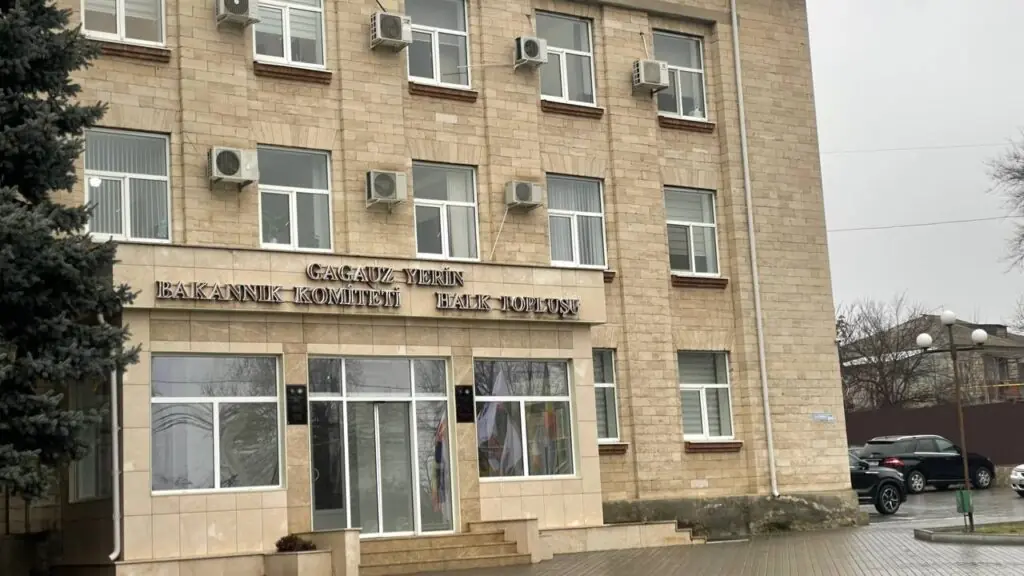 GAGAUZ YERİN
BAKANNIK KOMİTETİ HALK TOPLUŞU